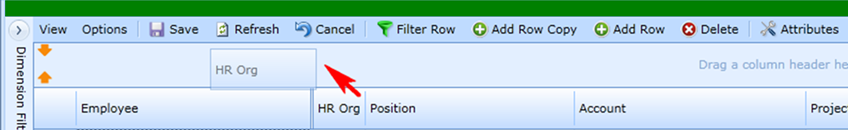 View Options Save Refresh Cancel Filter Row Add Row Copy Add Row Delete Attributes
HR Org
Drag a column header he
Employee HR Org Position Account Project
Dimension Filt